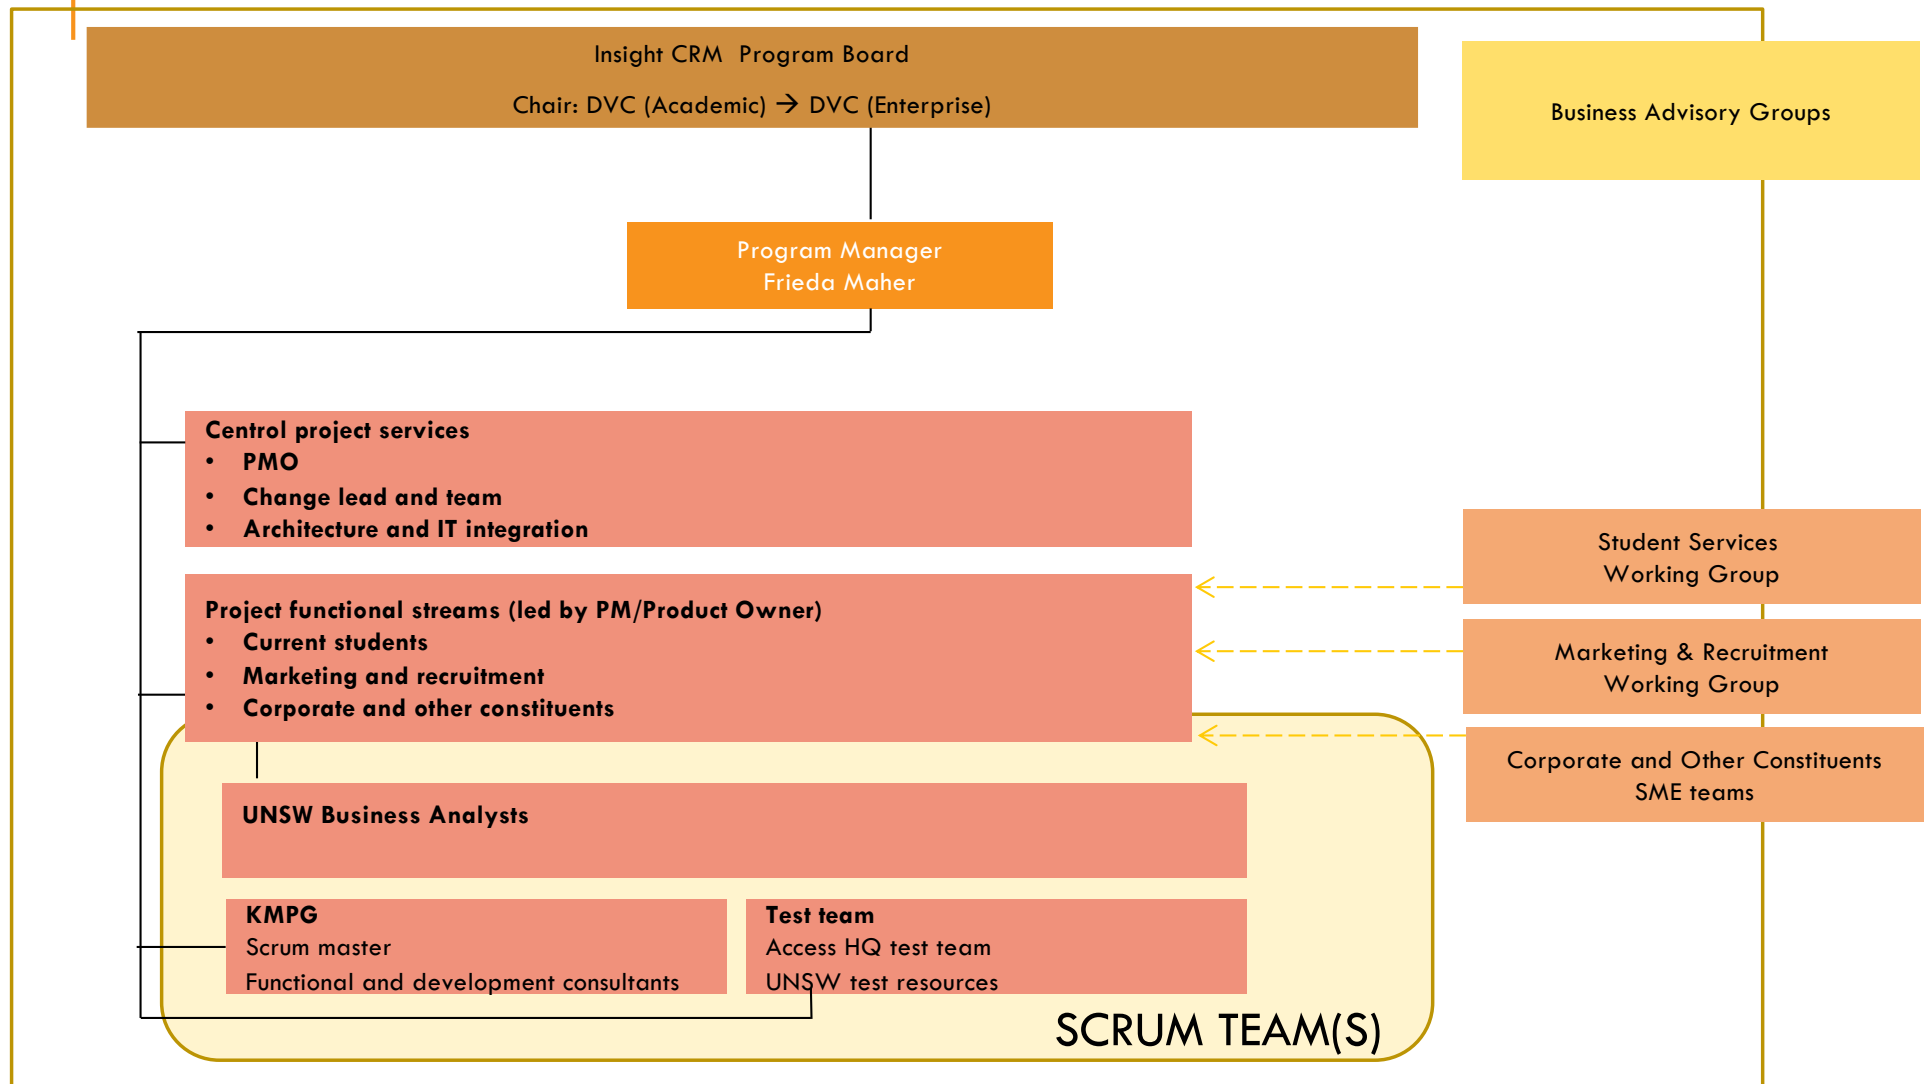 Insight CRM  Program Board
Chair: DVC (Academic) → DVC (Enterprise)
Business Advisory Groups
Program Manager
Frieda Maher
Central project services
• PMO
• Change lead and team
• Architecture and IT integration
Project functional streams (led by PM/Product Owner)
• Current students
• Marketing and recruitment
• Corporate and other constituents
Student Services
Working Group
Marketing & Recruitment
Working Group
Corporate and Other Constituents
SME teams
UNSW Business Analysts
KMPG
Scrum master
Functional and development consultants
Test team
Access HQ test team
UNSW test resources
SCRUM TEAM(S)